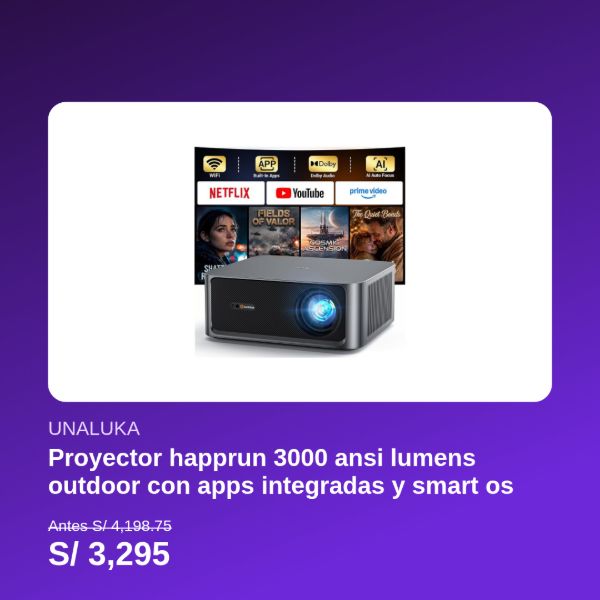 WIFI
APP
Built-in Apps
Dolby
Dolby Audio
AI
AI Auto Focus
NETFLIX
YouTube
prime video
FIELDS
OF VALOR
COSMIC
ASCENSION
The Quiet Bonds
UNALUKA
Proyector happrun 3000 ansi lumens
outdoor con apps integradas y smart os
Antes S/ 4,198.75
S/ 3,295